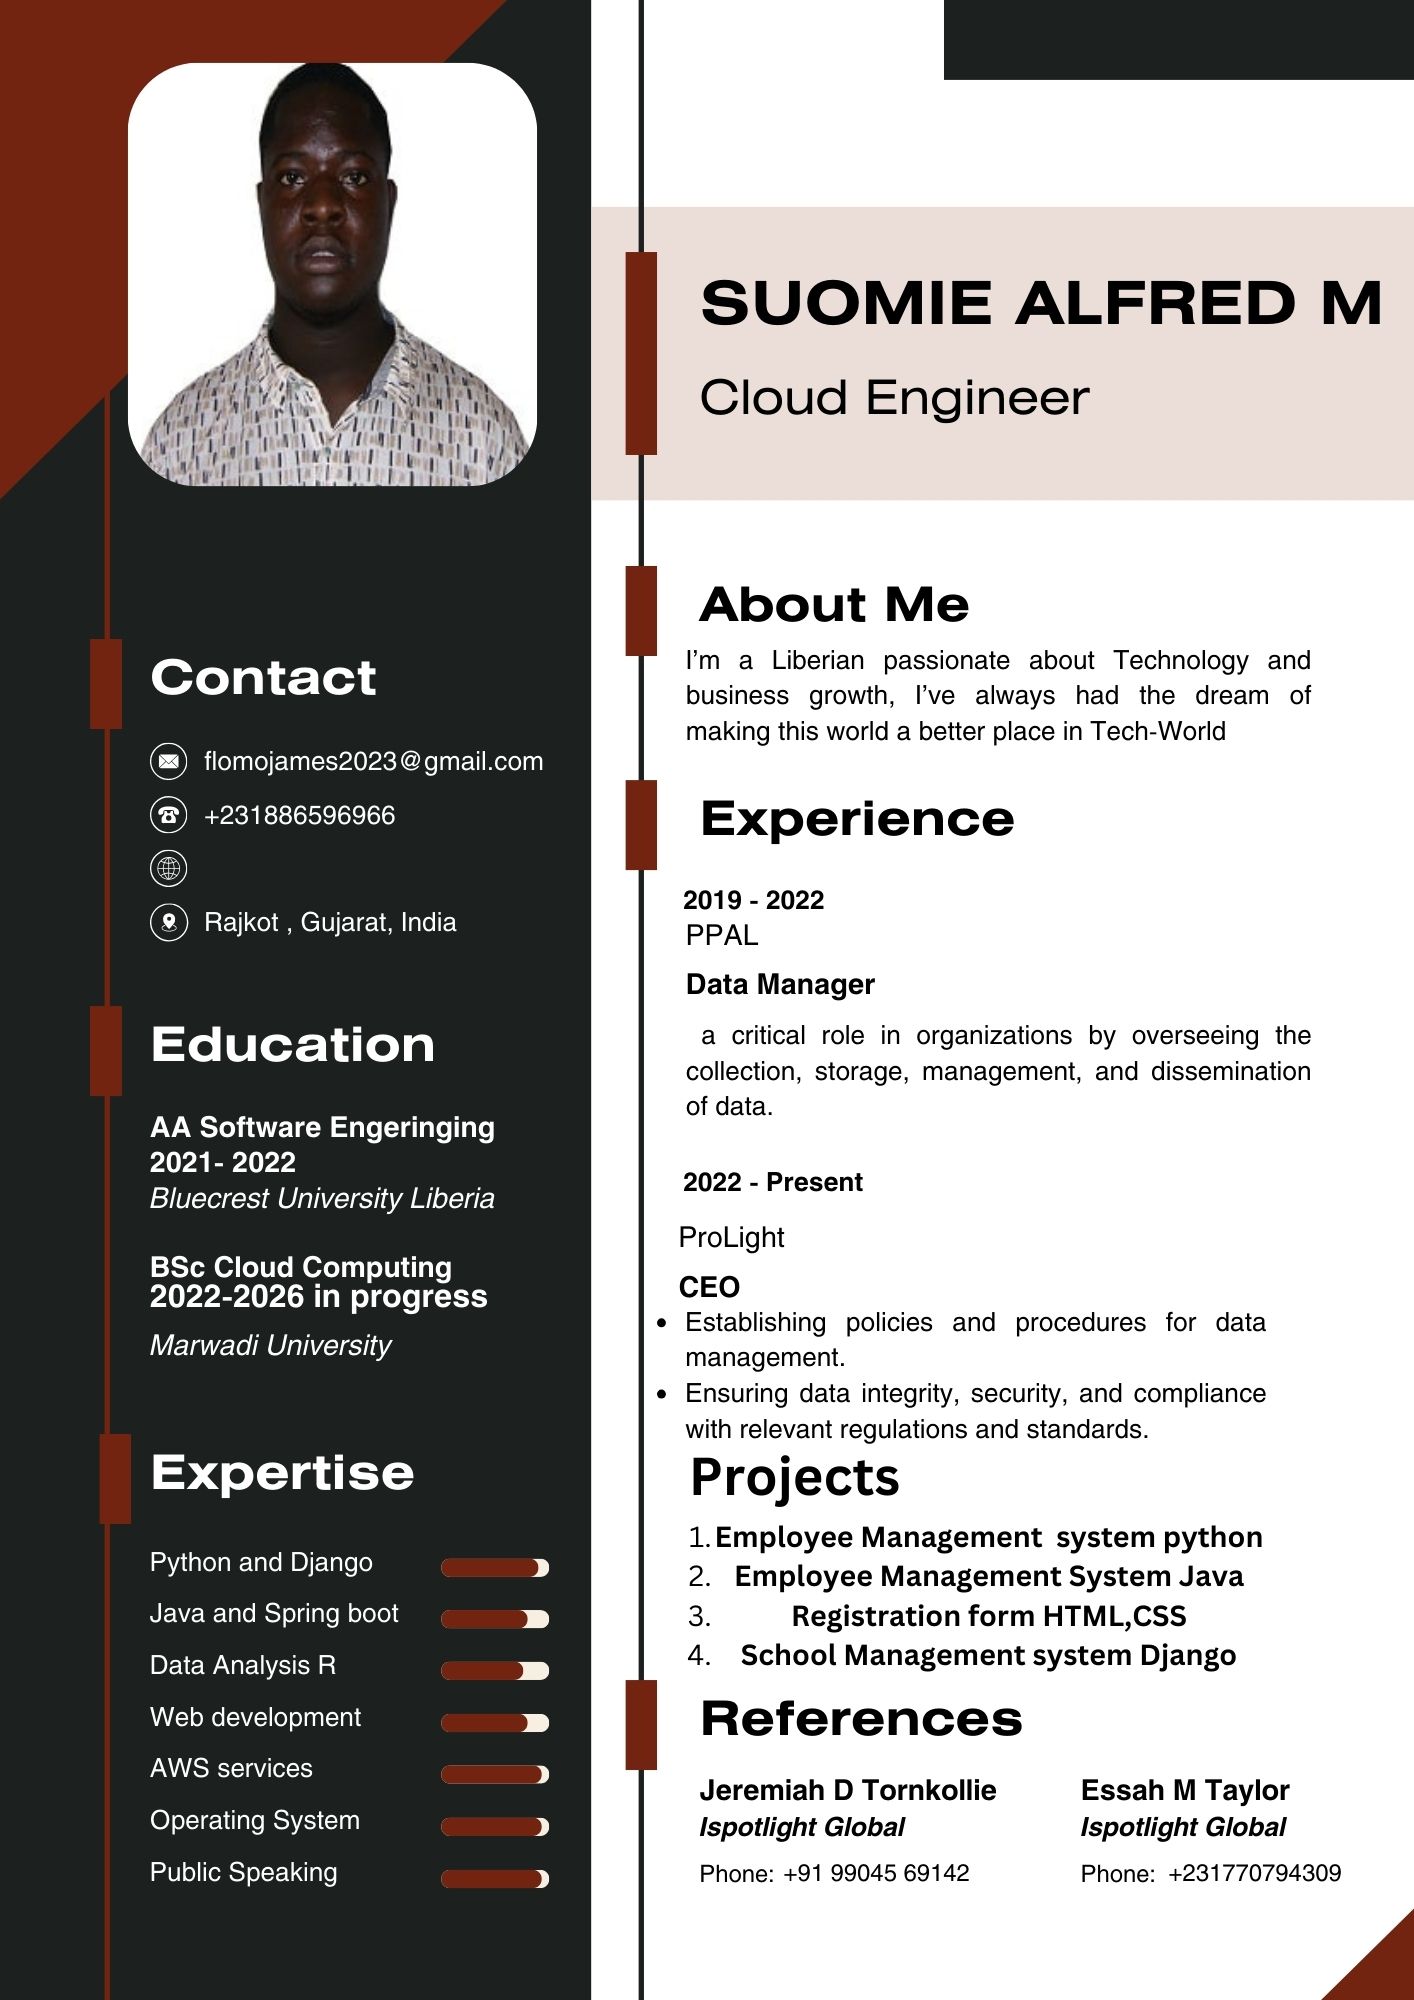 SUOMIE ALFRED M
Cloud Engineer
Contact
flomojames2023@gmail.com
+231886596966
Rajkot , Gujarat, India
Education
AA Software Engeringing
2021- 2022
Bluecrest University Liberia
BSc Cloud Computing
2022-2026 in progress
Marwadi University
Expertise
Python and Django
Java and Spring boot
Data Analysis R
Web development
AWS services
Operating System
Public Speaking
About Me
I'm a Liberian passionate about Technology and
business growth, I've always had the dream of
making this world a better place in Tech-World
Experience
2019 - 2022
PPAL
Data Manager
a critical role in organizations by overseeing the
collection, storage, management, and dissemination
of data.
2022 - Present
ProLight
CEO
• Establishing policies and procedures for data
management.
• Ensuring data integrity, security, and compliance
with relevant regulations and standards.
Projects
1. Employee Management system python
2. Employee Management System Java
3. Registration form HTML,CSS
4. School Management system Django
References
Jeremiah D Tornkollie
Ispotlight Global
Phone: +91 99045 69142
Essah M Taylor
Ispotlight Global
Phone: +231770794309